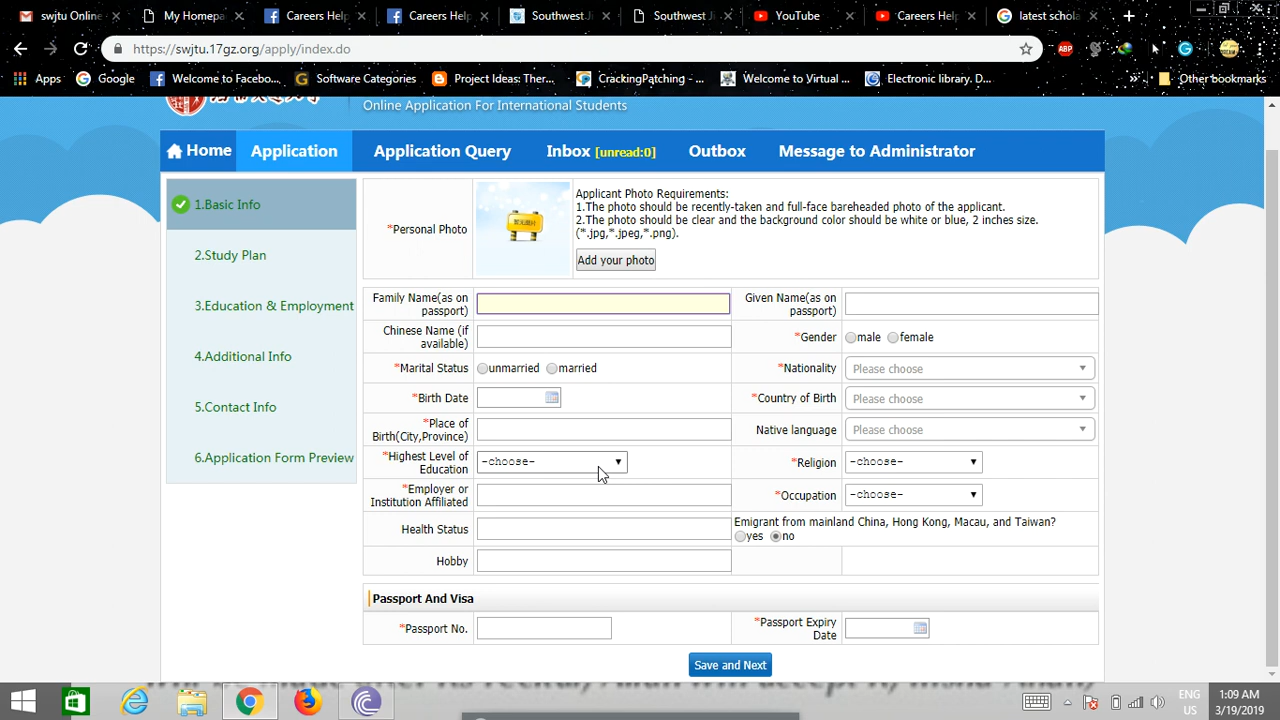 swjtu Onlin
My Homepa
Careers Help
Careers Help
Southwest Ji
Southwest Ji
YouTube
Careers Help
latest schola
https://swjtu.17gz.org/apply/index.do
ABP
Apps
Google
Welcome to Facebo...
Software Categories
Project Ideas: Ther...
CrackingPatching - ...
Welcome to Virtual ...
Electronic library. D...
Other bookmarks
Online Application For International Students
Home
Application
Application Query
Inbox [unread:0]
Outbox
Message to Administrator
1.Basic Info
2.Study Plan
3.Education & Employment
4.Additional Info
5.Contact Info
6.Application Form Preview
*Personal Photo
Applicant Photo Requirements:
1.The photo should be recently-taken and full-face bareheaded photo of the applicant.
2.The photo should be clear and the background color should be white or blue, 2 inches size.
(*.jpg,*.jpeg,*.png).
Add your photo
Family Name(as on passport)
Given Name(as on passport)
Chinese Name (if available)
*Gender
male
female
*Marital Status
unmarried
married
*Nationality
Please choose
*Birth Date
*Country of Birth
Please choose
*Place of Birth(City,Province)
Native language
Please choose
*Highest Level of Education
-choose-
*Religion
-choose-
*Employer or Institution Affiliated
*Occupation
-choose-
Health Status
Emigrant from mainland China, Hong Kong, Macau, and Taiwan?
yes
no
Hobby
Passport And Visa
*Passport No.
*Passport Expiry Date
Save and Next
ENG
US
1:09 AM
3/19/2019